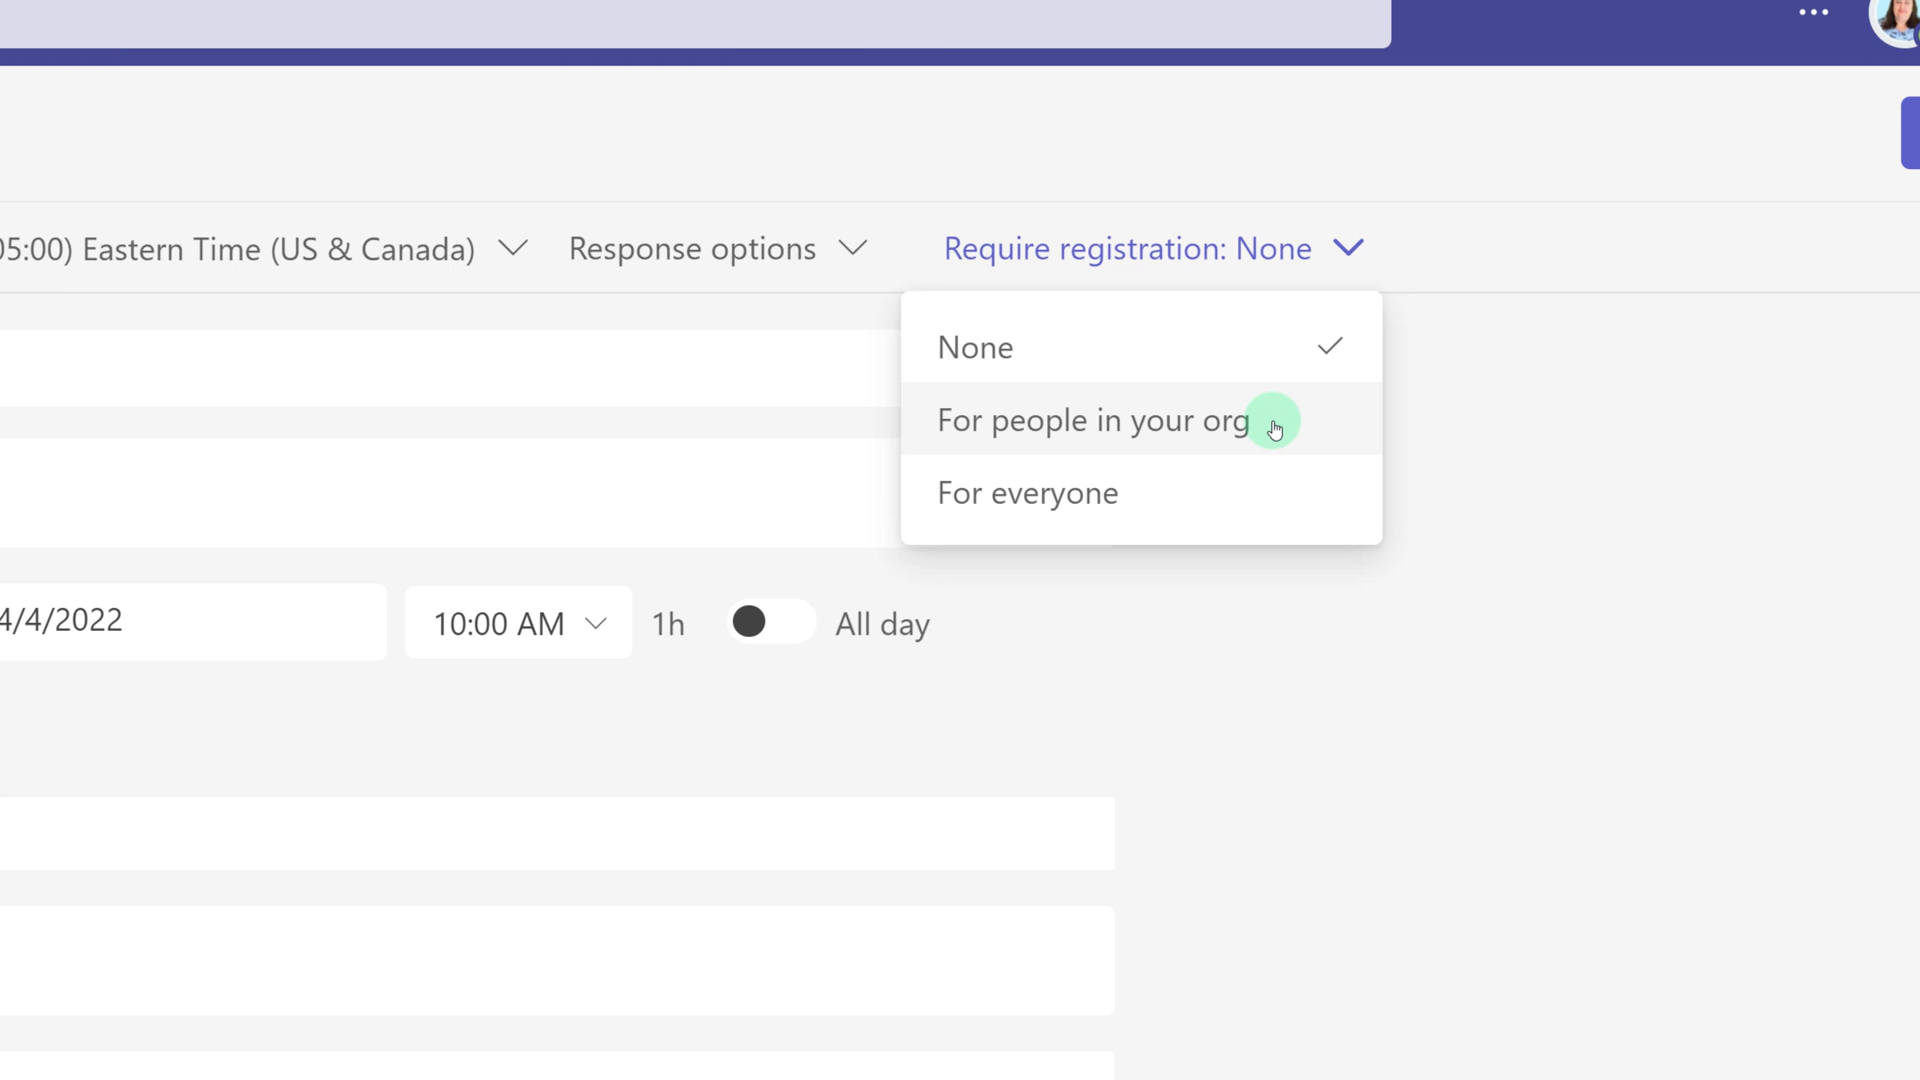 05:00) Eastern Time (US & Canada)
Response options
Require registration: None
None
For people in your org
For everyone
4/4/2022
10:00 AM
1h
All day